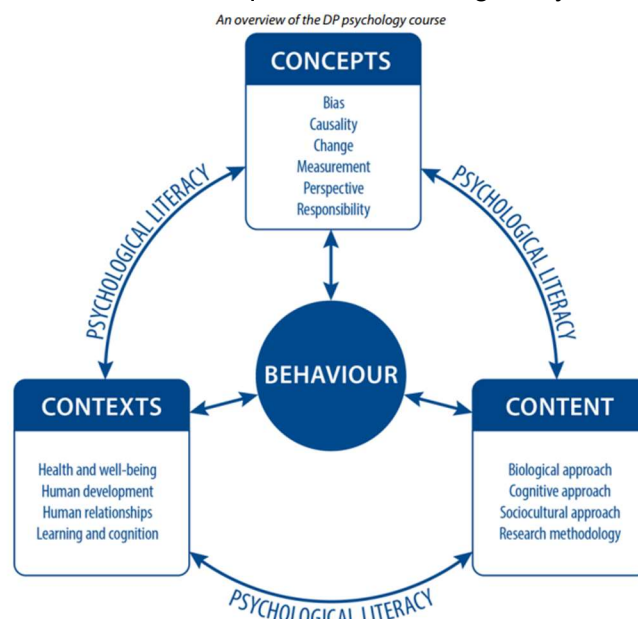 An overview of the DP psychology course
CONCEPTS
Bias
Causality
Change
Measurement
Perspective
Responsibility
PSYCHOLOGICAL LITERACY
PSYCHOLOGICAL LITERACY
BEHAVIOUR
CONTEXTS
Health and well-being
Human development
Human relationships
Learning and cognition
CONTENT
Biological approach
Cognitive approach
Sociocultural approach
Research methodology
PSYCHOLOGICAL LITERACY